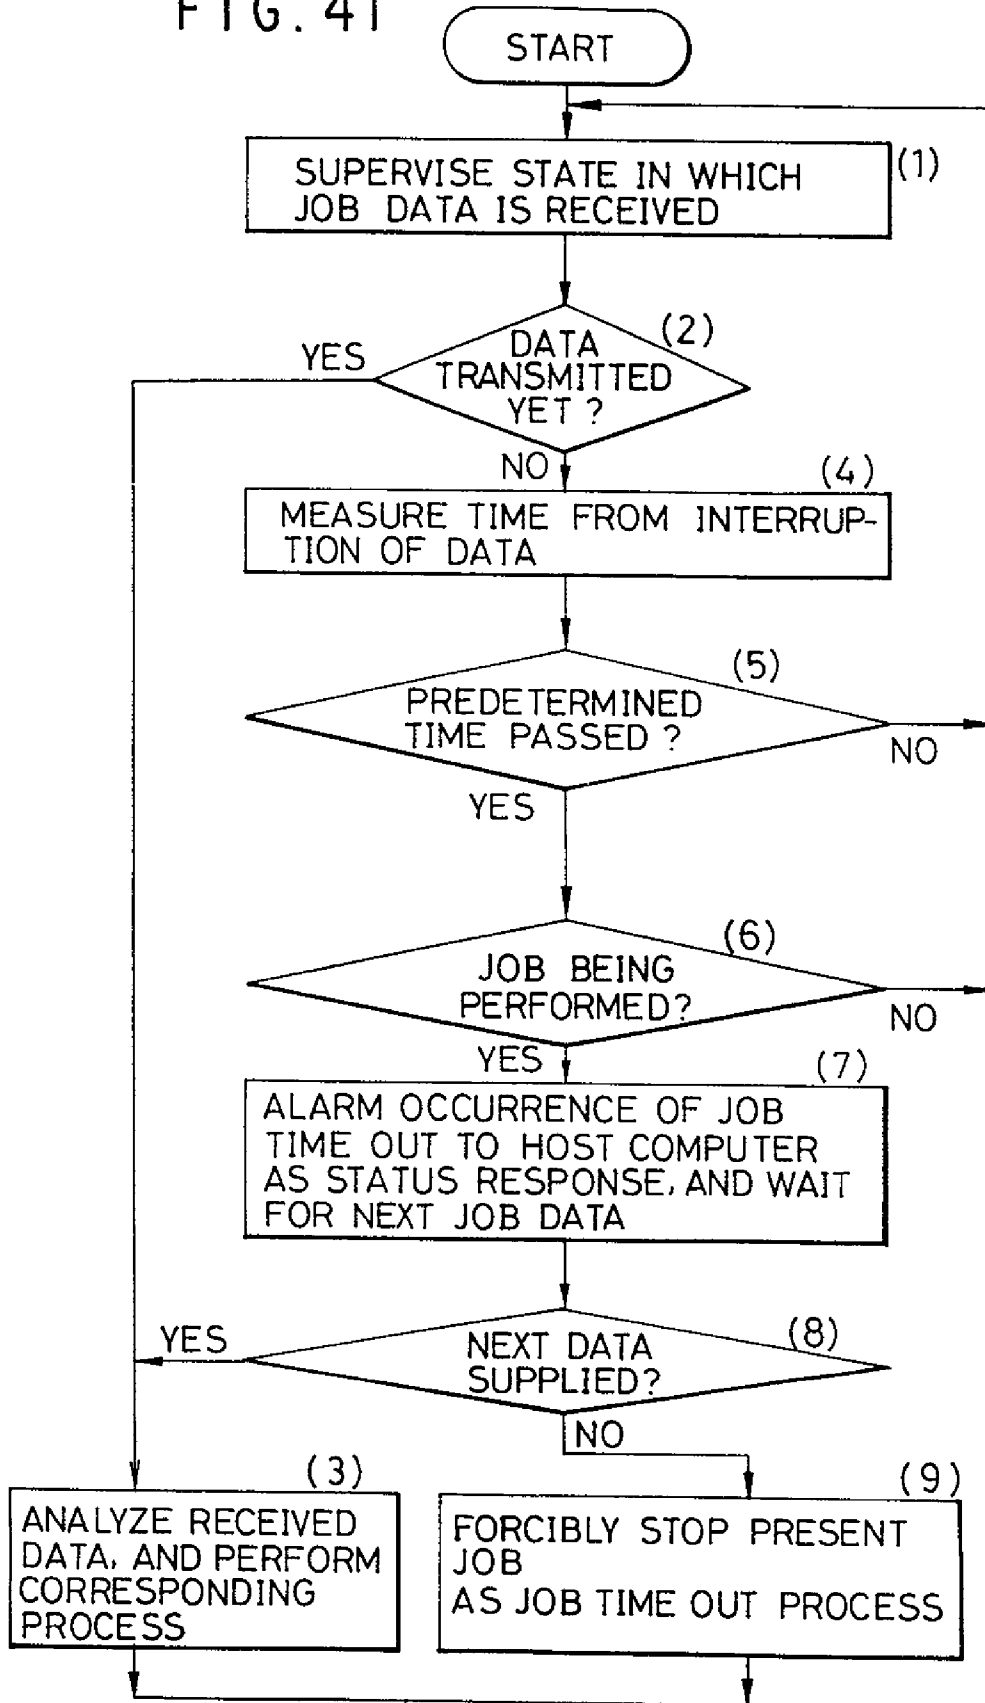 FIG. 41
START
(1)
SUPERVISE STATE IN WHICH
JOB DATA IS RECEIVED
(2)
YES
DATA
TRANSMITTED
YET ?
NO
(4)
MEASURE TIME FROM INTERRUP-
TION OF DATA
(5)
PREDETERMINED
TIME PASSED ?
NO
YES
(6)
JOB BEING
PERFORMED?
NO
YES
(7)
ALARM OCCURRENCE OF JOB
TIME OUT TO HOST COMPUTER
AS STATUS RESPONSE, AND WAIT
FOR NEXT JOB DATA
(8)
YES
NEXT DATA
SUPPLIED?
NO
(3)
ANALYZE RECEIVED
DATA, AND PERFORM
CORRESPONDING
PROCESS
(9)
FORCIBLY STOP PRESENT
JOB
AS JOB TIME OUT PROCESS